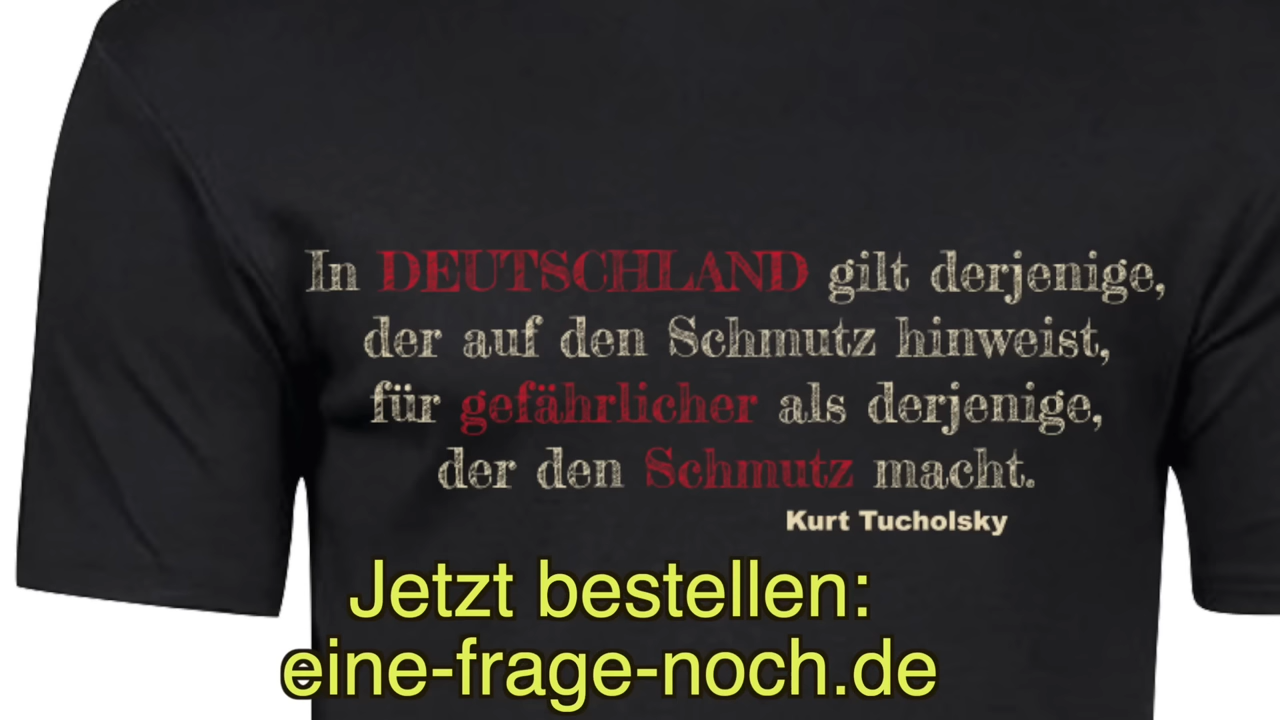 In DEUTSCHLAND gilt derjenige,
der auf den Schmutz hinweist,
für gefährlicher als derjenige,
der den Schmutz macht.
Kurt Tucholsky
Jetzt bestellen:
eine-frage-noch.de